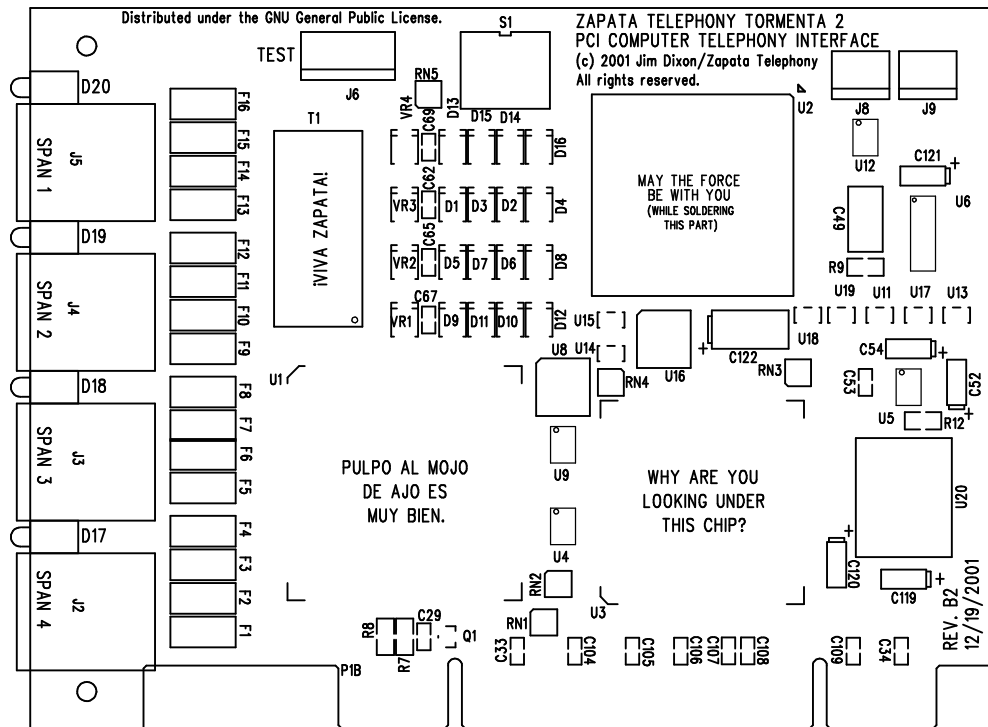 Distributed under the GNU General Public License.
S1
ZAPATA TELEPHONY TORMENTA 2
PCI COMPUTER TELEPHONY INTERFACE
(c) 2001 Jim Dixon/Zapata Telephony
All rights reserved.
TEST
J6
RN5
VR4
D13
D15
D14
C69
D16
U2
J8
J9
U12
C121
+
U6
D20
J5
SPAN 1
F16
F15
F14
F13
T1
¡VIVA ZAPATA!
C62
VR3
D1
D3
D2
D4
MAY THE FORCE
BE WITH YOU
(WHILE SOLDERING
THIS PART)
C49
R9
D19
J4
SPAN 2
F12
F11
F10
F9
C65
VR2
D5
D7
D6
D8
C67
VR1
D9
D11
D10
D12
U15
U14
U8
RN4
U16
+
C122
U18
RN3
U19
U11
U17
U13
C54
+
C53
U5
C52
+
R12
D18
J3
SPAN 3
F8
F7
F6
F5
U1
PULPO AL MOJO
DE AJO ES
MUY BIEN.
U9
U4
WHY ARE YOU
LOOKING UNDER
THIS CHIP?
U20
D17
J2
SPAN 4
F4
F3
F2
F1
RN2
RN1
U3
+
C120
C119
+
REV. B2
12/19/2001
R8
R7
C29
Q1
C33
C104
C105
C106
C107
C108
C109
C34
P1B